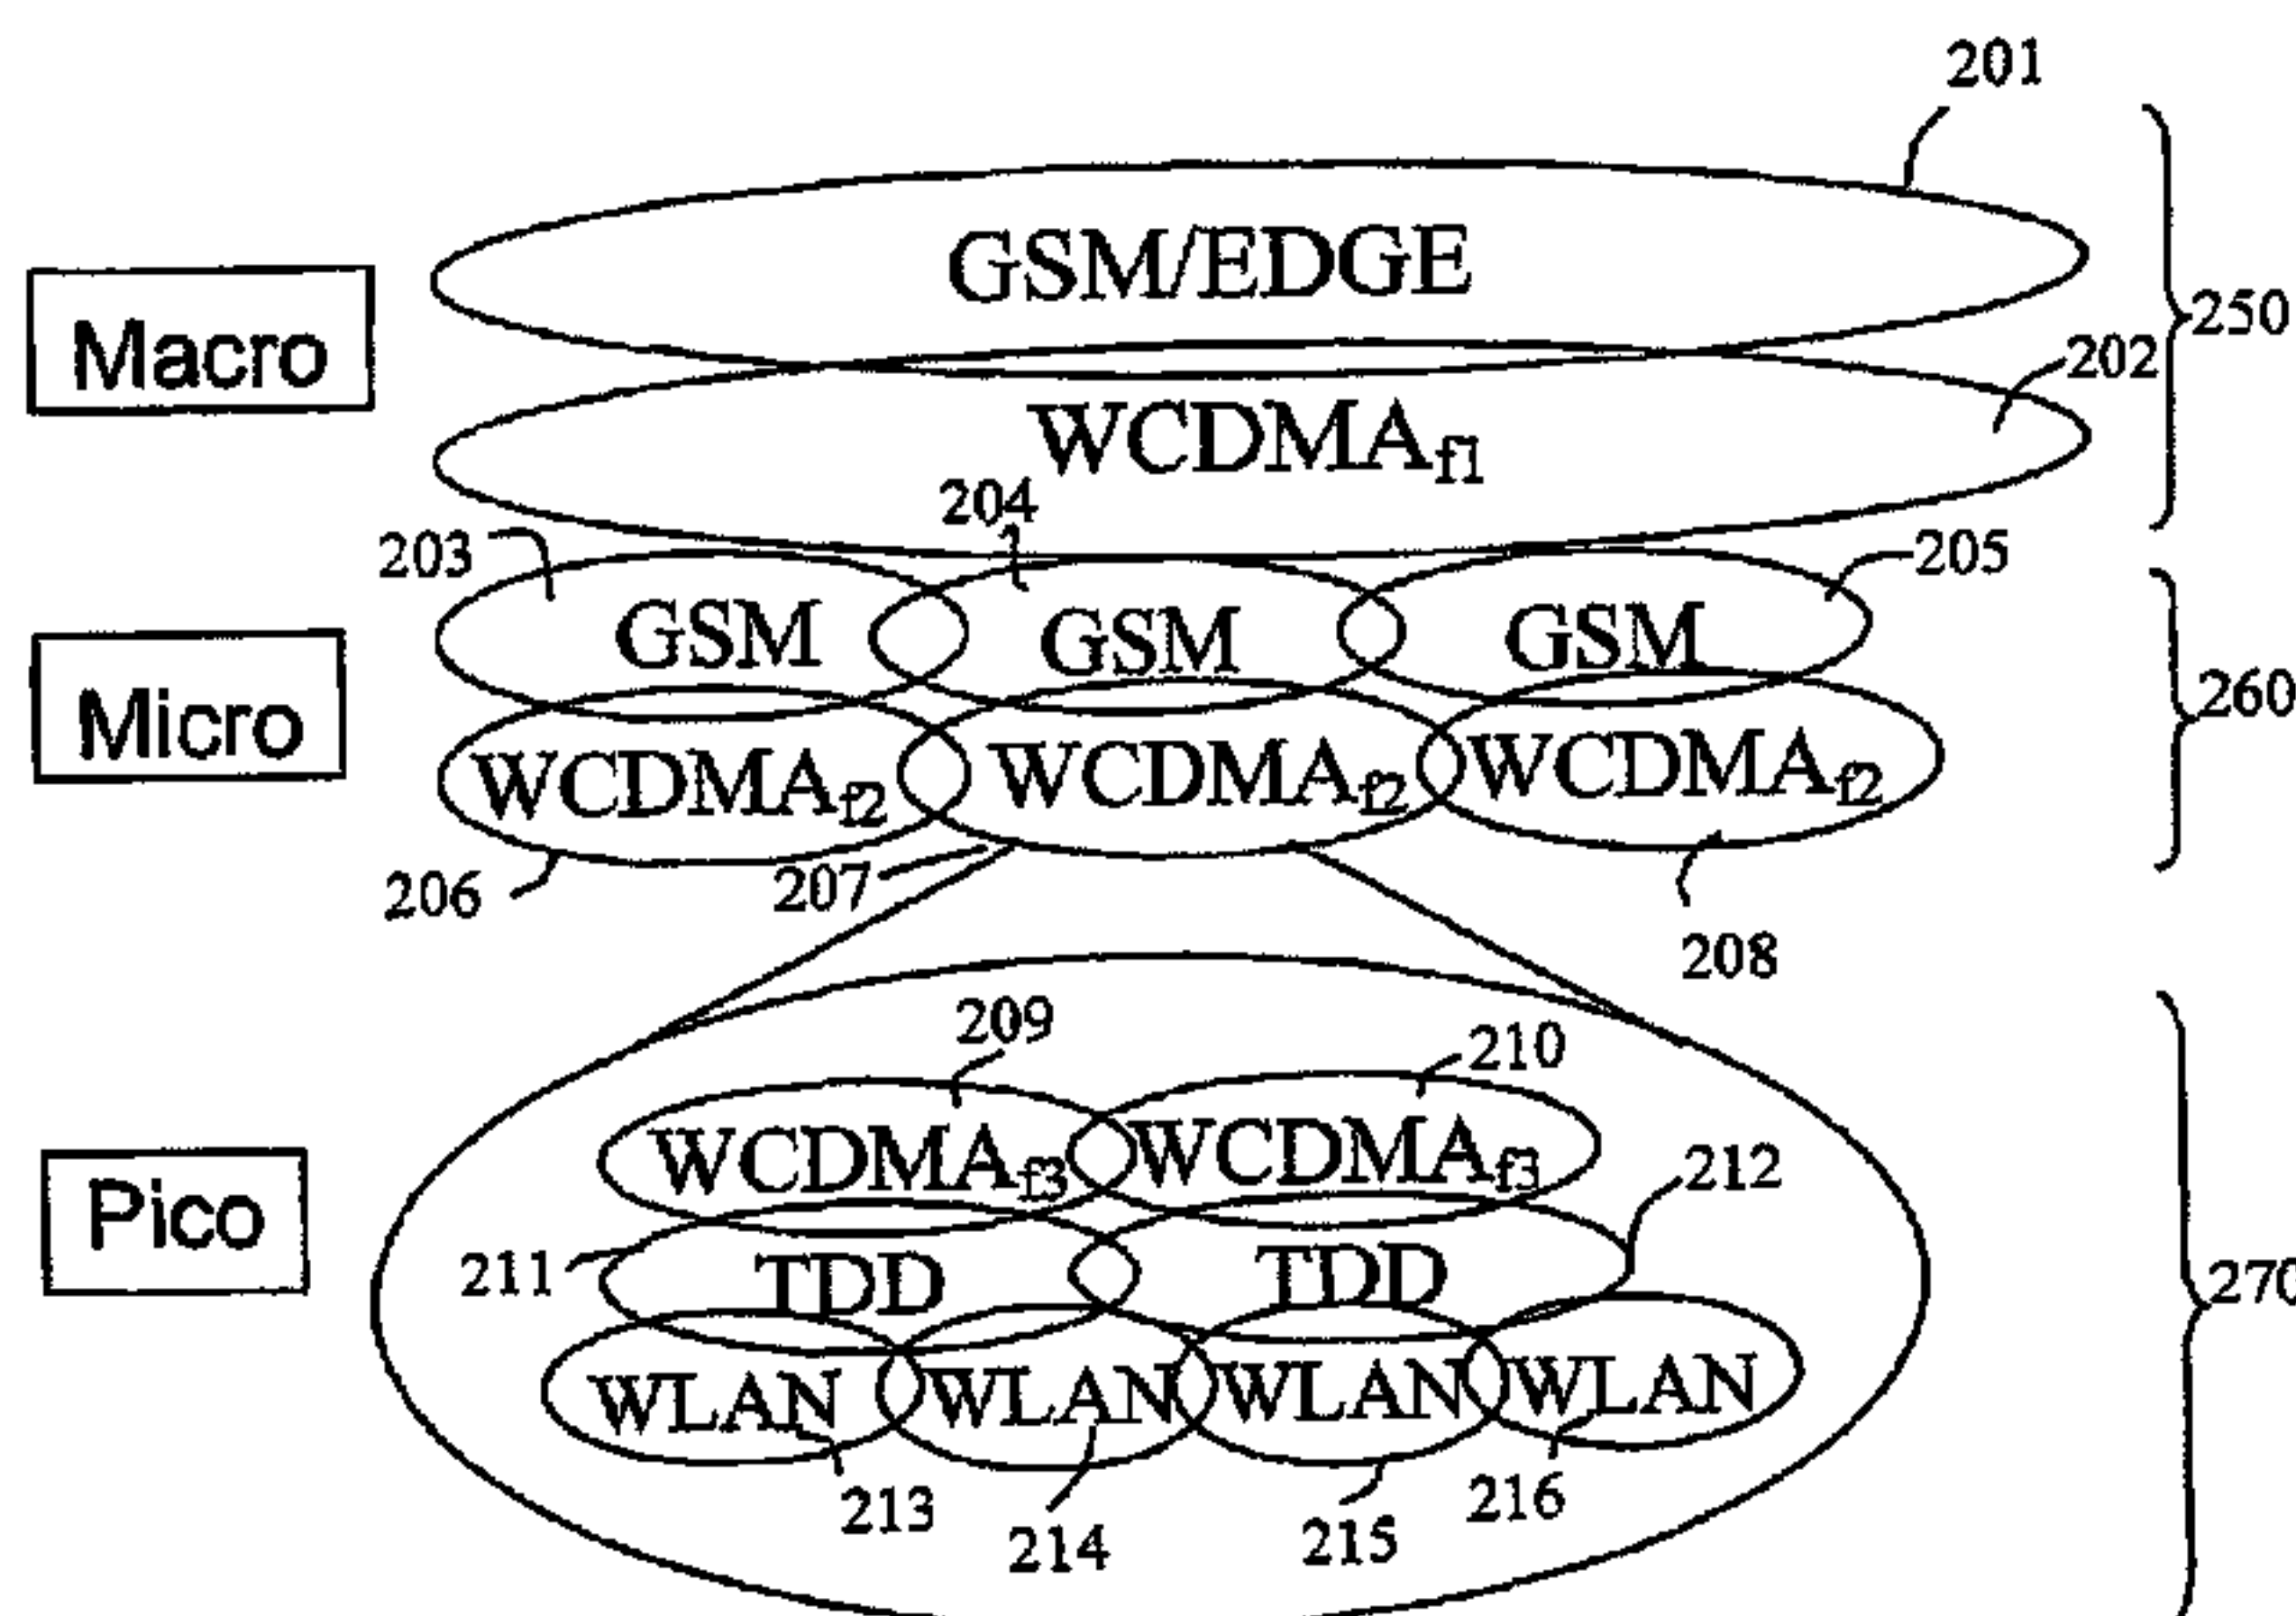 201
GSM/EDGE
Macro
250
202
WCDMAf1
204
203
205
GSM GSM GSM
Micro
260
WCDMAf2 WCDMAf2 WCDMAf2
206
207
208
209
210
WCDMAf3 WCDMAf3
212
Pico
211
TDD TDD
270
WLAN WLAN WLAN WLAN
213
214
215
216